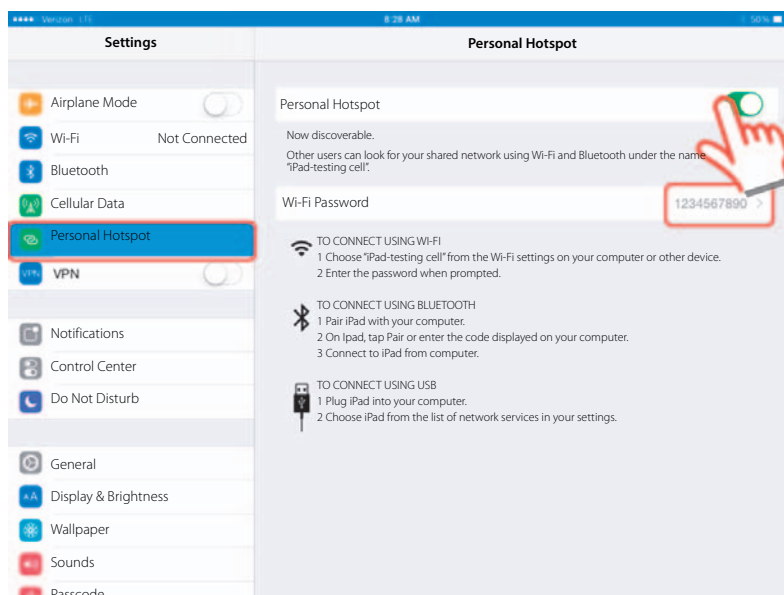 Verizon LTE
8:28 AM
50%
Settings
Personal Hotspot
Airplane Mode
Wi-Fi Not Connected
Bluetooth
Cellular Data
Personal Hotspot
VPN VPN
Notifications
Control Center
Do Not Disturb
General
AA Display & Brightness
Wallpaper
Sounds
Passcode
Personal Hotspot
Now discoverable.
Other users can look for your shared network using Wi-Fi and Bluetooth under the name
“iPad-testing cell”.
Wi-Fi Password 1234567890 >
TO CONNECT USING WI-FI
1 Choose “iPad-testing cell” from the Wi-Fi settings on your computer or other device.
2 Enter the password when prompted.
TO CONNECT USING BLUETOOTH
1 Pair iPad with your computer.
2 On Ipad, tap Pair or enter the code displayed on your computer.
3 Connect to iPad from computer.
TO CONNECT USING USB
1 Plug iPad into your computer.
2 Choose iPad from the list of network services in your settings.